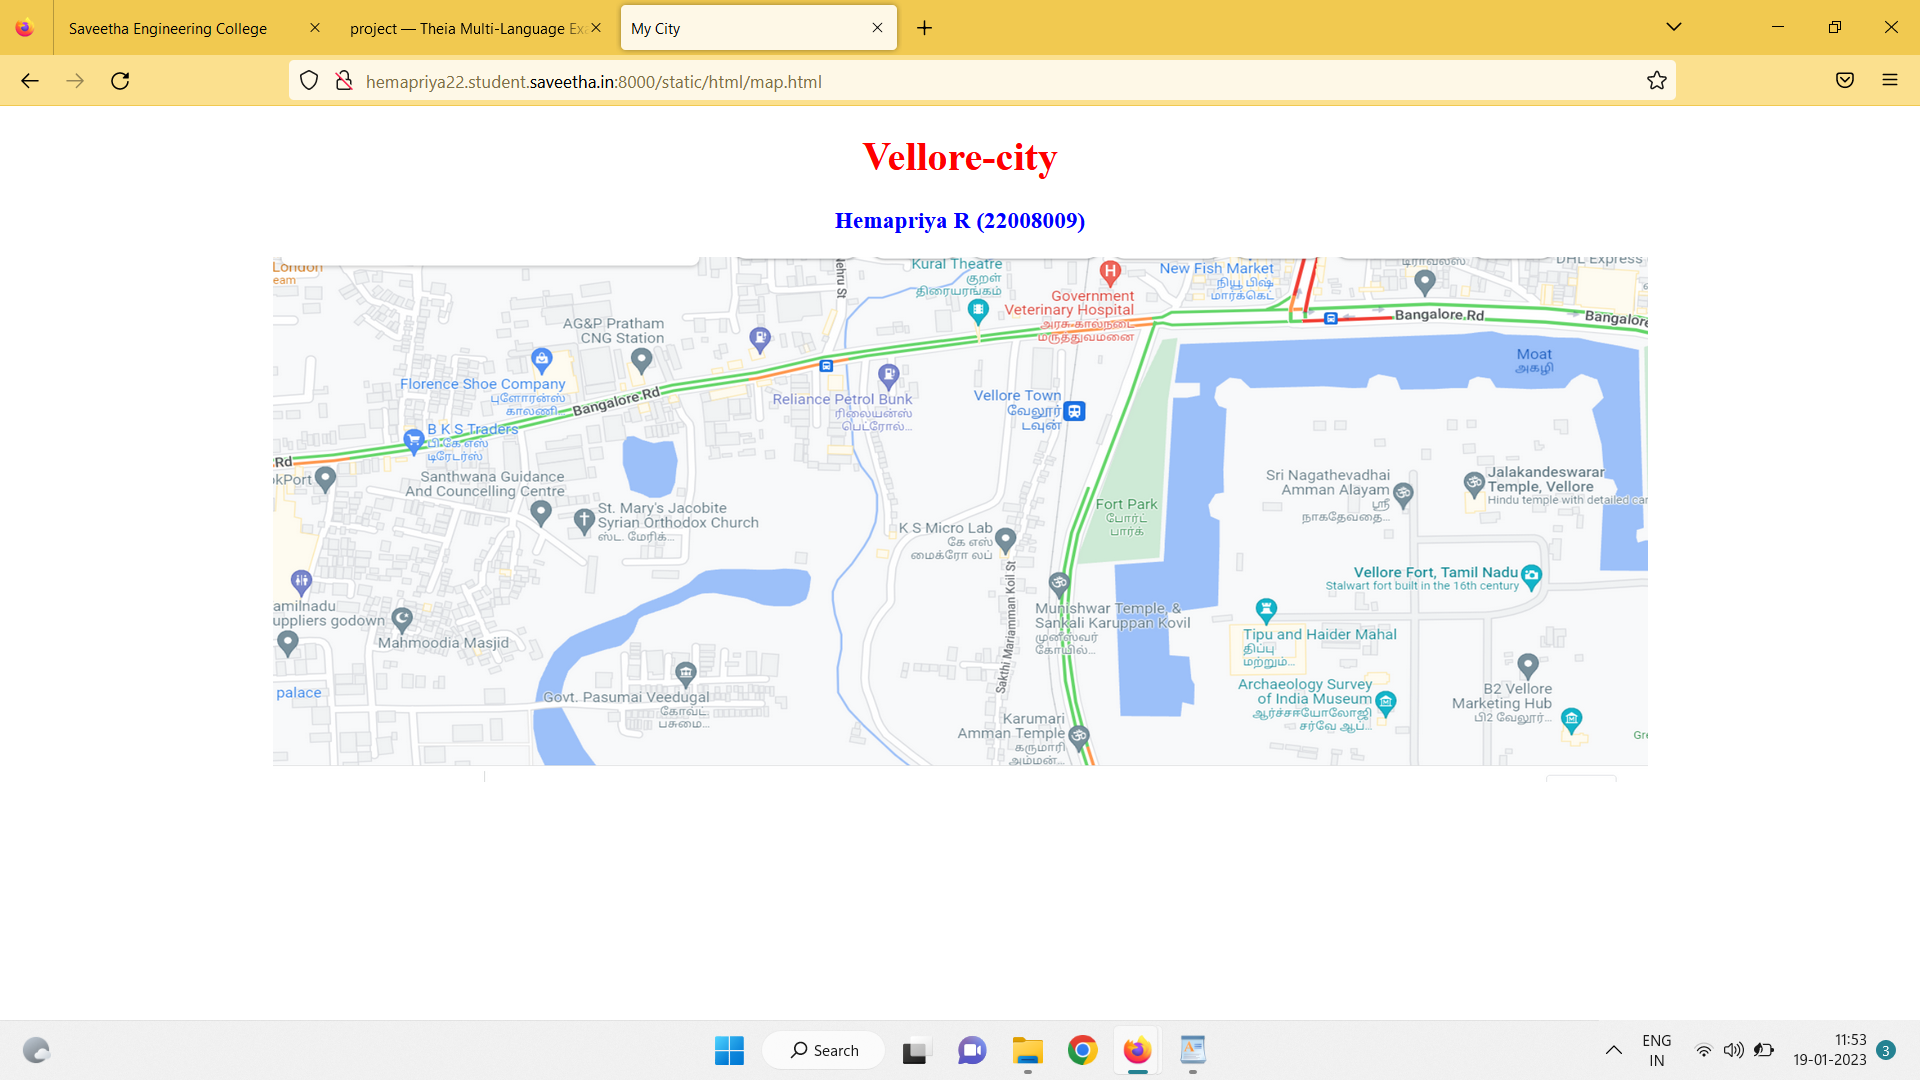 Saveetha Engineering College
project — Theia Multi-Language Exa
My City
hemapriya22.student.saveetha.in:8000/static/html/map.html
Vellore-city
Hemapriya R (22008009)
London
eam
Nehru St
Kural Theatre
குறள்
திரையரங்கம்
Government
Veterinary Hospital
அரசு கால்நடை
மருத்துவமனை
New Fish Market
நியூ பிஷ்
மார்க்கெட்
டிராவல்ஸ்
DHL Express
Bangalore Rd
Bangalore
AG&P Pratham
CNG Station
Florence Shoe Company
புளோரன்ஸ்
காலணி...
Bangalore Rd
Reliance Petrol Bunk
ரிலையன்ஸ்
பெட்ரோல்...
Vellore Town
வேலூர்
டவுன்
Moat
அகழி
B K S Traders
பி கே எஸ்
டிரேடர்ஸ்
Rd
kPort
Santhwana Guidance
And Councelling Centre
St. Mary's Jacobite
Syrian Orthodox Church
ஸ்ட. மேரிக்...
K S Micro Lab
கே எஸ்
மைக்ரோ லப்
Fort Park
போர்ட்
பார்க்
Sri Nagathevadhai
Amman Alayam
ஸ்ரீ
நாகதேவதை...
Jalakandeswarar
Temple, Vellore
Hindu temple with detailed car
Vellore Fort, Tamil Nadu
Stalwart fort built in the 16th century
amilnadu
uppliers godown
Mahmoodia Masjid
Sakthi Mariamman Koil St
Munishwar Temple, &
Sankali Karuppan Kovil
முனீஸ்வர்
கோயில்...
Tipu and Haider Mahal
திப்பு
மற்றும்...
palace
Govt. Pasumai Veedugal
கோவ்ட்
பசுமை...
Archaeology Survey
of India Museum
ஆர்ச்சஈயோலோஜி
சர்வே ஆப்...
B2 Vellore
Marketing Hub
பி2 வேலூர்...
Karumari
Amman Temple
கருமாரி
அம்மன்...
Gre
Search
ENG
IN
11:53
19-01-2023
3